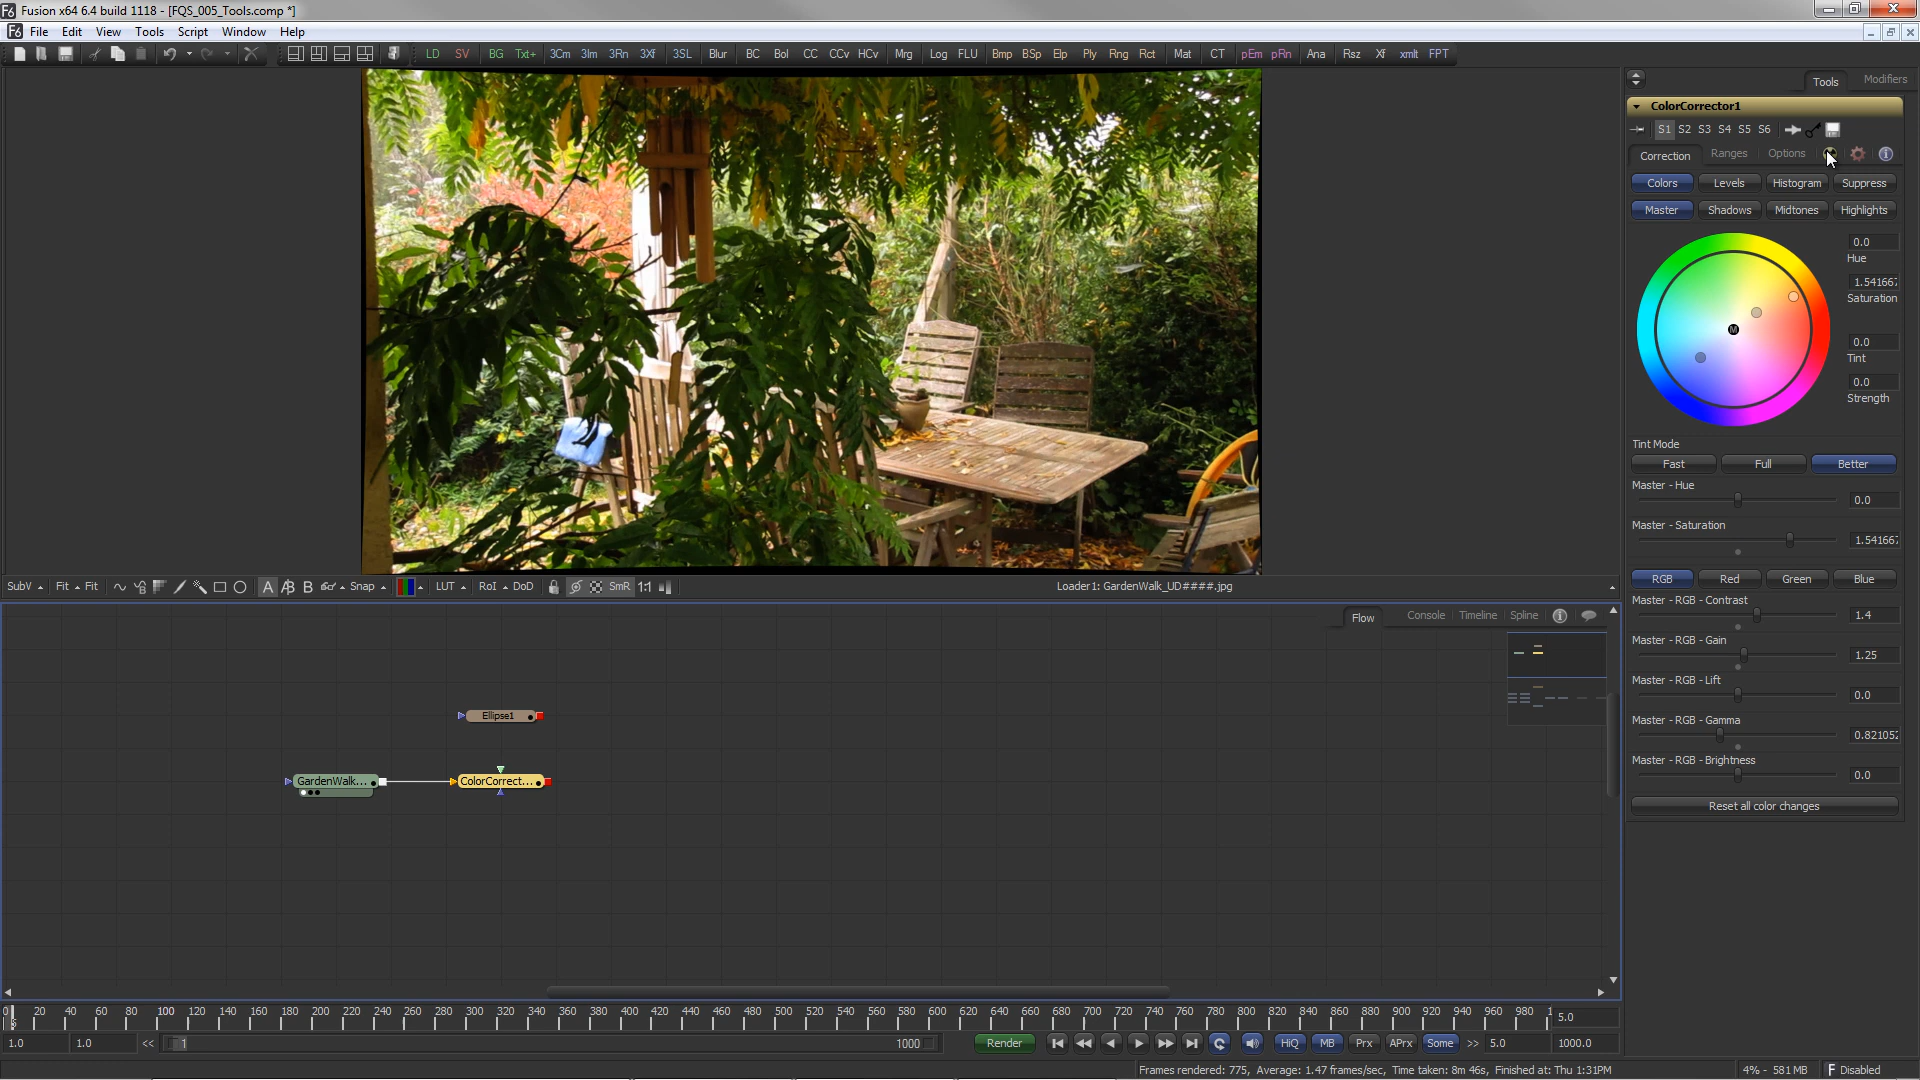 Fusion x64 6.4 build 1118 - [FQS_005_Tools.comp *]
File Edit View Tools Script Window Help
LD SV BG Txt+ 3Cm 3Im 3Rn 3Xf 3SL Blur BC Bol CC CCv HCv Mrg Log FLU Bmp BSp Elp Ply Rng Rct Mat CT pEm pRn Ana Rsz Xf xmlt FPT
Tools Modifiers
ColorCorrector1
S1 S2 S3 S4 S5 S6
Correction Ranges Options
Colors Levels Histogram Suppress
Master Shadows Midtones Highlights
0.0
Hue
1.541667
Saturation
M
0.0
Tint
0.0
Strength
Tint Mode
Fast Full Better
Master - Hue
0.0
Master - Saturation
1.541667
RGB Red Green Blue
Master - RGB - Contrast
1.4
Master - RGB - Gain
1.25
Master - RGB - Lift
0.0
Master - RGB - Gamma
0.821052
Master - RGB - Brightness
0.0
Reset all color changes
SubV Fit Fit A B Snap LUT RoI DoD SmR 1:1 Loader1: GardenWalk_UD####.jpg
Flow Console Timeline Spline
Ellipse1
GardenWalk... ColorCorrect...
0 20 40 60 80 100 120 140 160 180 200 220 240 260 280 300 320 340 360 380 400 420 440 460 480 500 520 540 560 580 600 620 640 660 680 700 720 740 760 780 800 820 840 860 880 900 920 940 960 980 5.0
1.0 1.0 << 1 1000 Render HiQ MB Prx APrx Some >> 5.0 1000.0
Frames rendered: 775, Average: 1.47 frames/sec, Time taken: 8m 46s, Finished at: Thu 1:31PM 4% - 581 MB Disabled